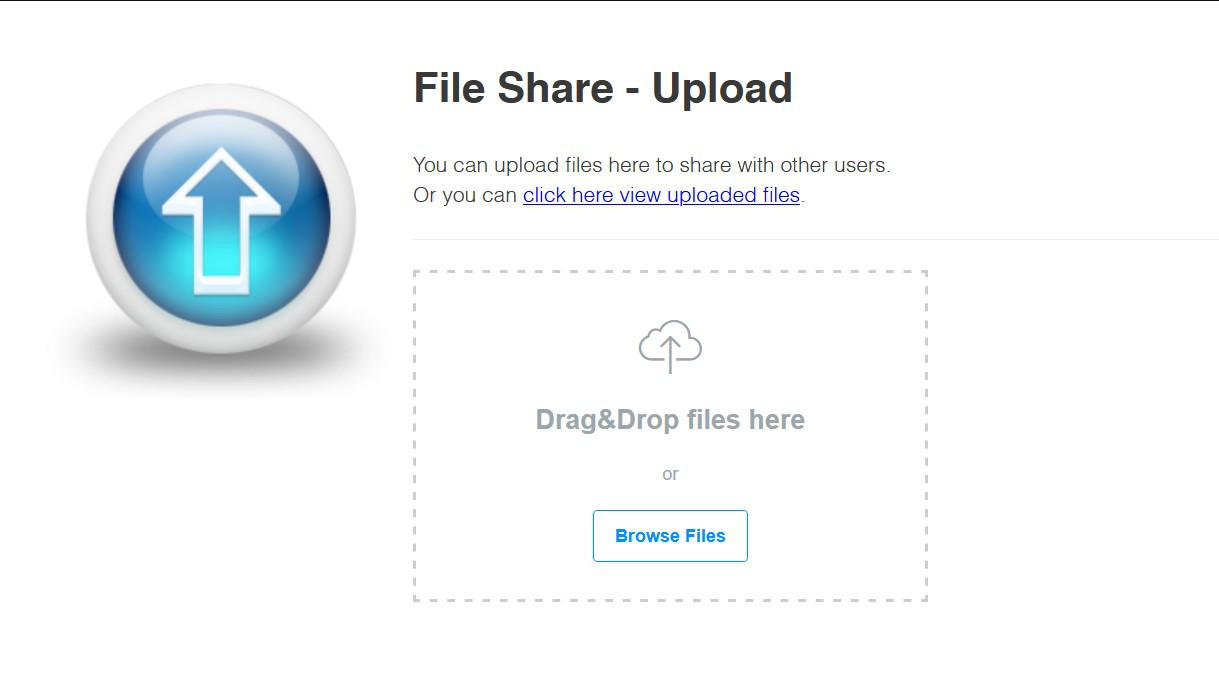 File Share - Upload
You can upload files here to share with other users.
Or you can click here view uploaded files.
Drag&Drop files here
or
Browse Files